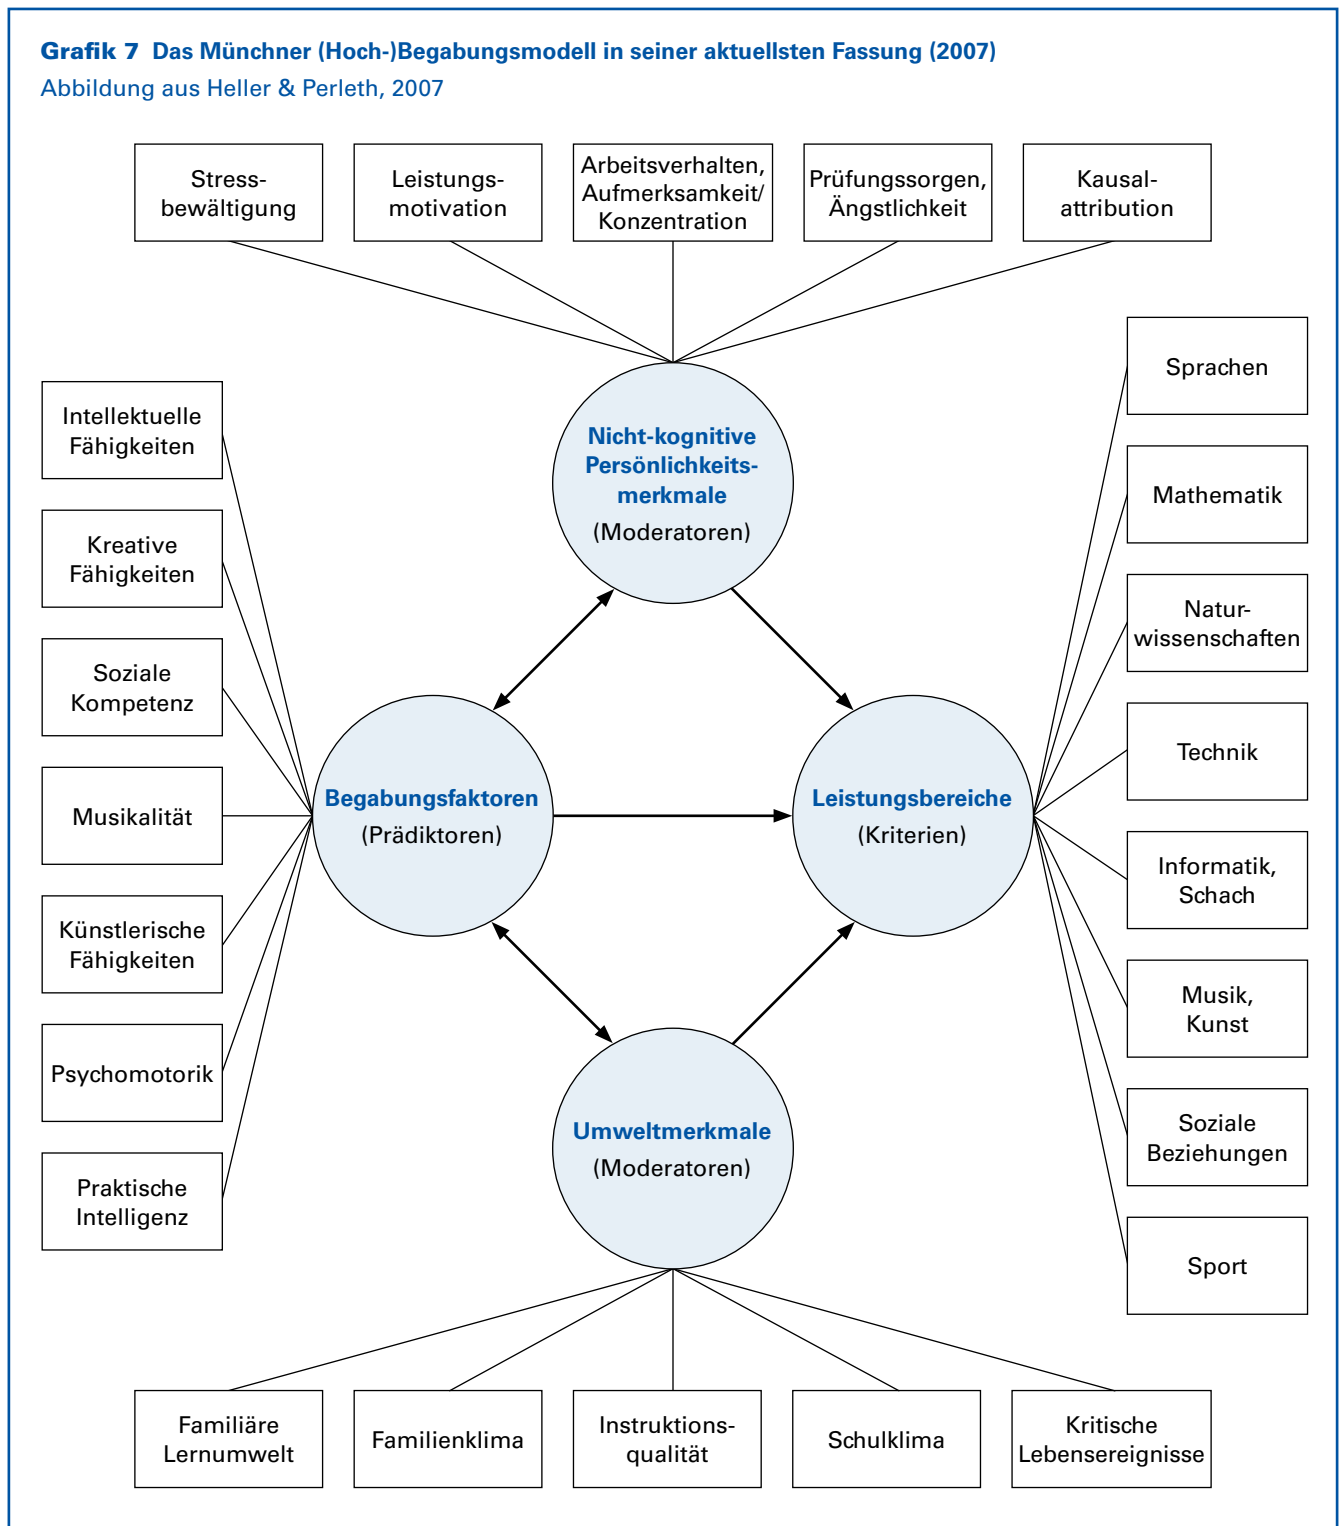 Grafik 7 Das Münchner (Hoch-)Begabungsmodell in seiner aktuellsten Fassung (2007)
Abbildung aus Heller & Perleth, 2007
Stress-
bewältigung
Leistungs-
motivation
Arbeitsverhalten,
Aufmerksamkeit/
Konzentration
Prüfungssorgen,
Ängstlichkeit
Kausal-
attribution
Nicht-kognitive
Persönlichkeits-
merkmale
(Moderatoren)
Intellektuelle
Fähigkeiten
Kreative
Fähigkeiten
Soziale
Kompetenz
Musikalität
Künstlerische
Fähigkeiten
Psychomotorik
Praktische
Intelligenz
Begabungsfaktoren
(Prädiktoren)
Leistungsbereiche
(Kriterien)
Sprachen
Mathematik
Natur-
wissenschaften
Technik
Informatik,
Schach
Musik,
Kunst
Soziale
Beziehungen
Sport
Umweltmerkmale
(Moderatoren)
Familiäre
Lernumwelt
Familienklima
Instruktions-
qualität
Schulklima
Kritische
Lebensereignisse